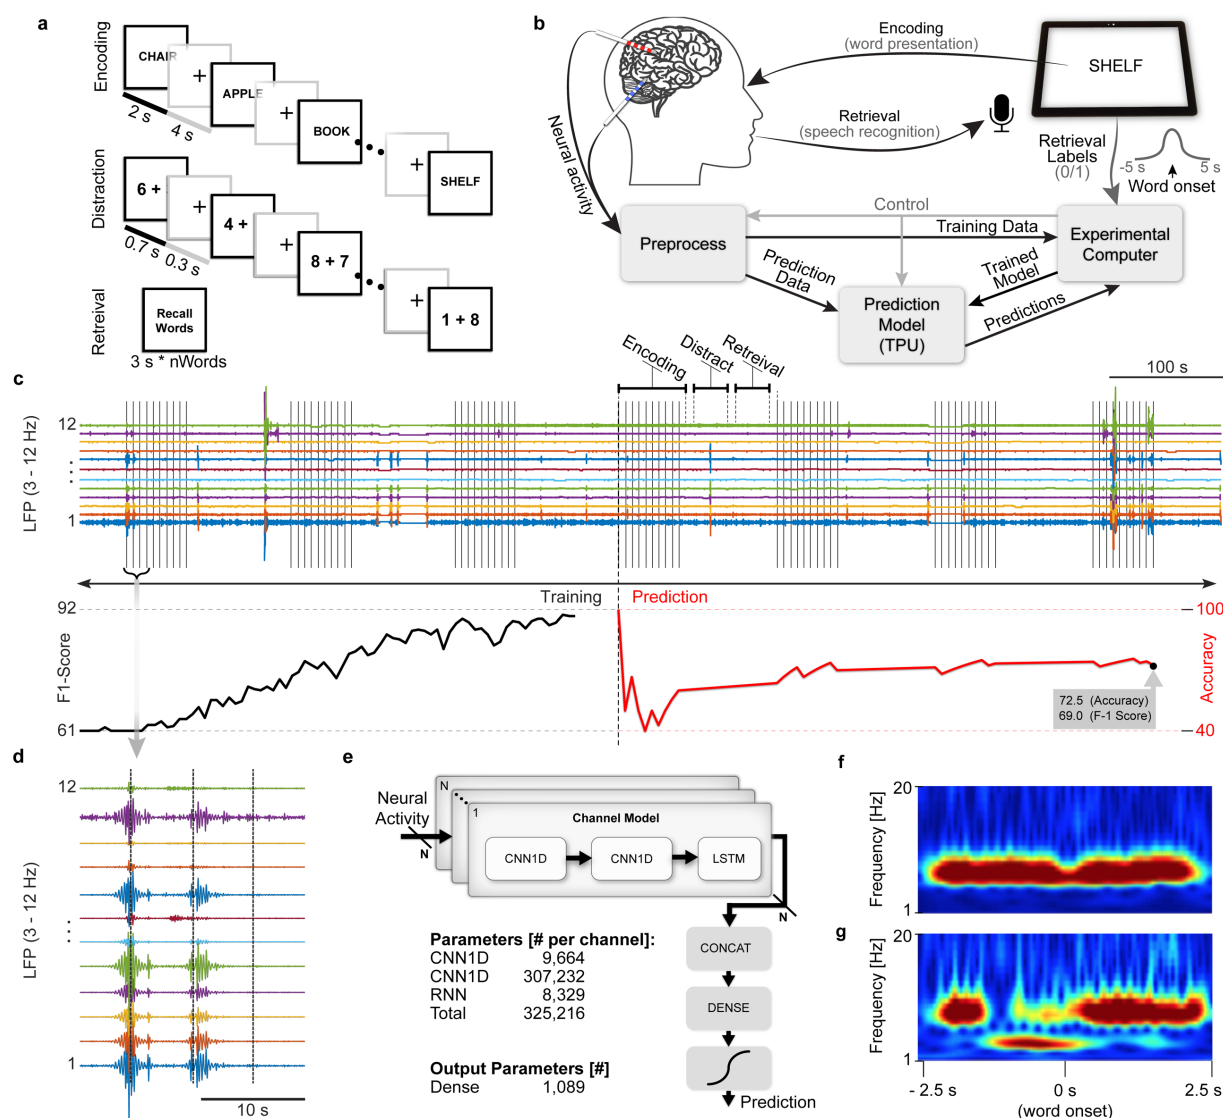 a
Encoding
CHAIR
+
APPLE
+
BOOK
+
SHELF
2 s
4 s
Distraction
6 +
+
4 +
+
8 + 7
+
1 + 8
0.7 s
0.3 s
Retreival
Recall
Words
3 s * nWords
b
Encoding
(word presentation)
SHELF
Retrieval
(speech recognition)
Neural activity
Retrieval
Labels
(0/1)
-5 s
5 s
Word onset
Control
Preprocess
Training Data
Experimental
Computer
Prediction
Data
Trained
Model
Prediction
Model
(TPU)
Predictions
c
Encoding
Distract
Retreival
100 s
LFP (3 - 12 Hz)
12
1
Training
Prediction
F1-Score
92
61
100
40
Accuracy
72.5 (Accuracy)
69.0 (F-1 Score)
d
LFP (3 - 12 Hz)
12
1
10 s
e
Neural
Activity
N
N
1
Channel Model
CNN1D
CNN1D
LSTM
N
CONCAT
DENSE
Prediction
Parameters [# per channel]:
CNN1D 9,664
CNN1D 307,232
RNN 8,329
Total 325,216
Output Parameters [#]
Dense 1,089
f
Frequency [Hz]
20
1
g
Frequency [Hz]
20
1
- 2.5 s
0 s
2.5 s
(word onset)